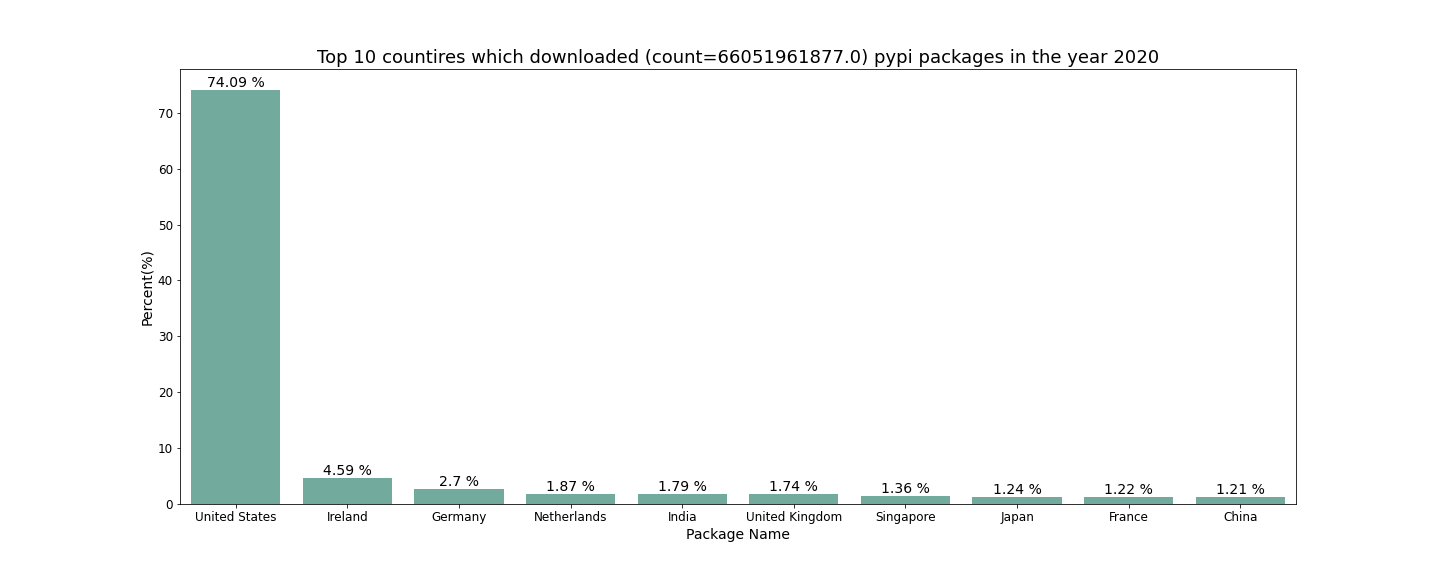 Top 10 countires which downloaded (count=66051961877.0) pypi packages in the year 2020
74.09 %
4.59 %
2.7 %
1.87 %
1.79 %
1.74 %
1.36 %
1.24 %
1.22 %
1.21 %
Percent(%)
70
60
50
40
30
20
10
0
United States
Ireland
Germany
Netherlands
India
United Kingdom
Singapore
Japan
France
China
Package Name